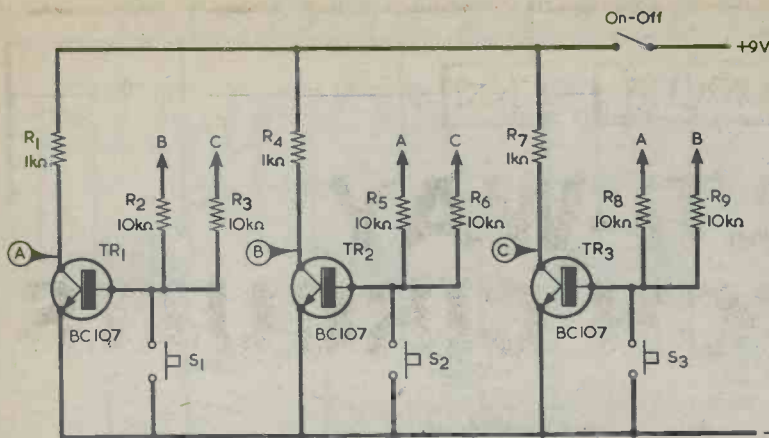 On-Off
+9V
R1
1kΩ
B
C
R4
1kΩ
A
C
R7
1kΩ
A
B
R2
10kΩ
R3
10kΩ
R5
10kΩ
R6
10kΩ
R8
10kΩ
R9
10kΩ
A
TR1
B
TR2
C
TR3
BC107
S1
BC107
S2
BC107
S3
-